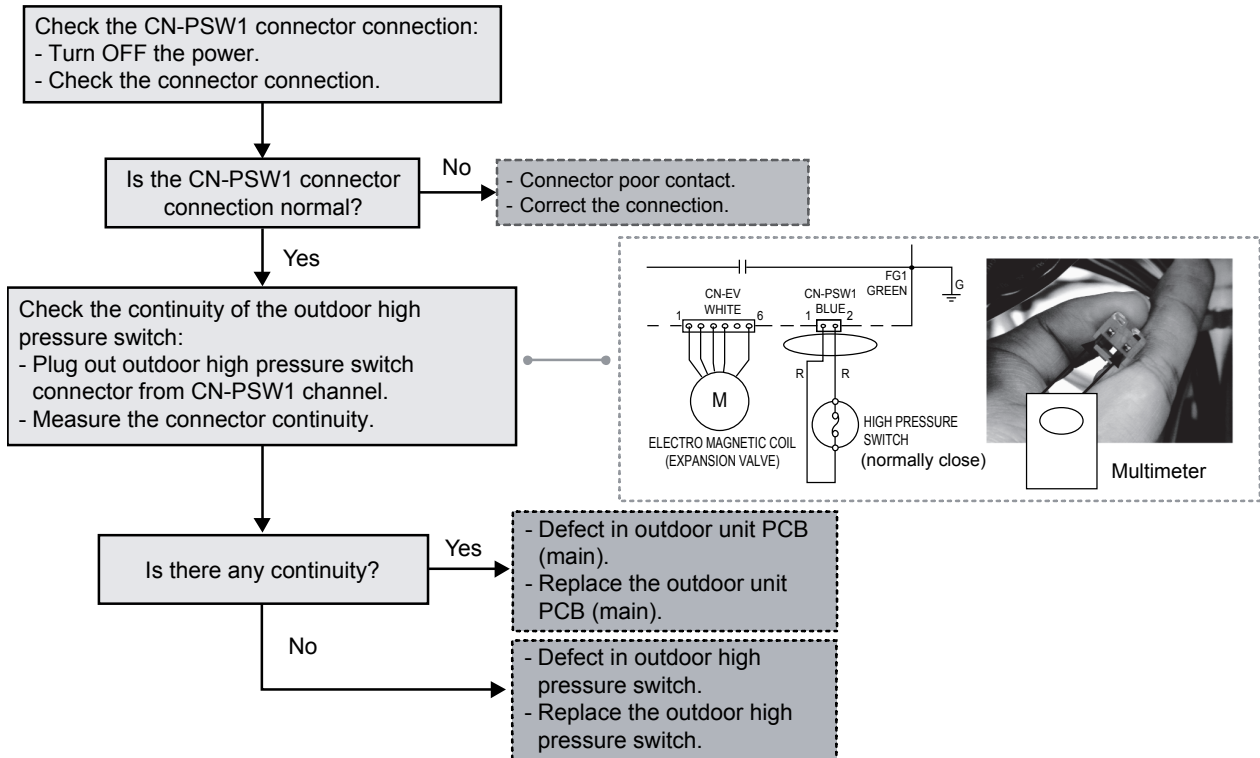 Check the CN-PSW1 connector connection:
- Turn OFF the power.
- Check the connector connection.
Is the CN-PSW1 connector
connection normal?
No
- Connector poor contact.
- Correct the connection.
Yes
Check the continuity of the outdoor high
pressure switch:
- Plug out outdoor high pressure switch
connector from CN-PSW1 channel.
- Measure the connector continuity.
FG1
GREEN
G
CN-EV
WHITE
1
6
CN-PSW1
BLUE
1
2
R
R
M
ELECTRO MAGNETIC COIL
(EXPANSION VALVE)
HIGH PRESSURE
SWITCH
(normally close)
Multimeter
Is there any continuity?
Yes
- Defect in outdoor unit PCB
(main).
- Replace the outdoor unit
PCB (main).
No
- Defect in outdoor high
pressure switch.
- Replace the outdoor high
pressure switch.